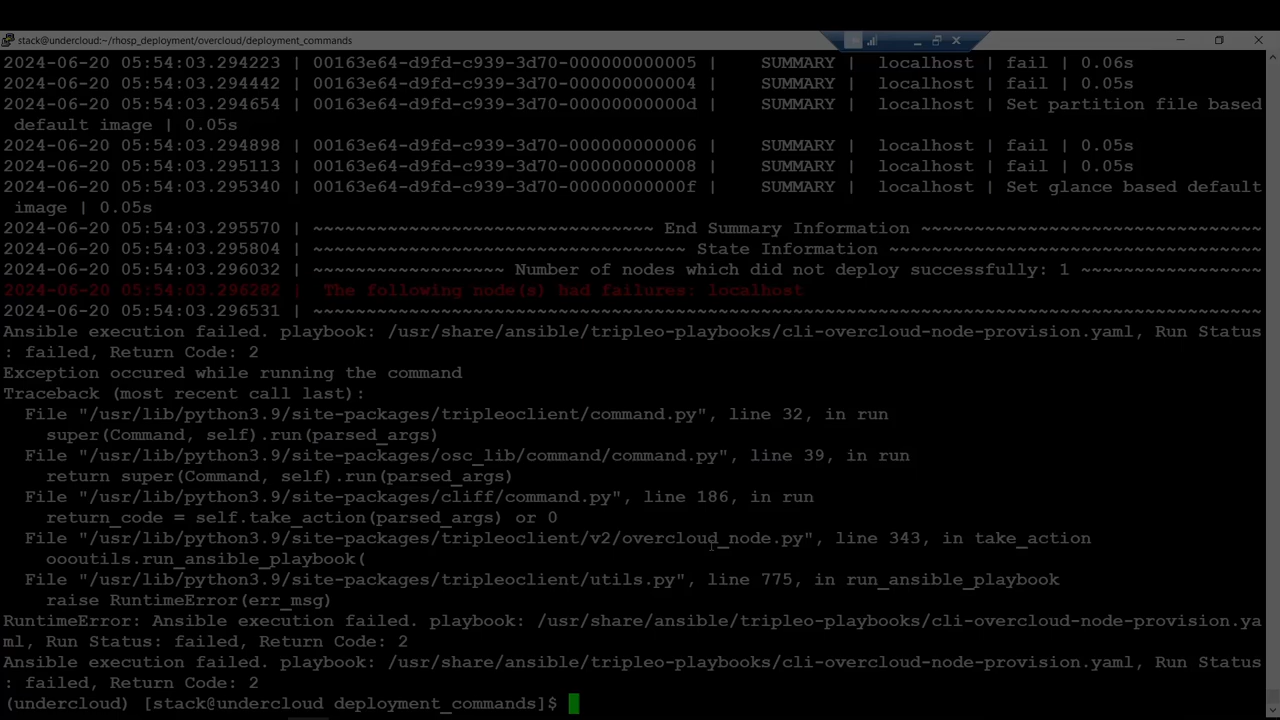 stack@undercloud:~/rhosp_deployment/overcloud/deployment_commands
2024-06-20 05:54:03.294223 | 00163e64-d9fd-c939-3d70-000000000005 |    SUMMARY |  localhost | fail | 0.06s
2024-06-20 05:54:03.294442 | 00163e64-d9fd-c939-3d70-000000000004 |    SUMMARY |  localhost | fail | 0.05s
2024-06-20 05:54:03.294654 | 00163e64-d9fd-c939-3d70-00000000000d |    SUMMARY |  localhost | Set partition file based
 default image | 0.05s
2024-06-20 05:54:03.294898 | 00163e64-d9fd-c939-3d70-000000000006 |    SUMMARY |  localhost | fail | 0.05s
2024-06-20 05:54:03.295113 | 00163e64-d9fd-c939-3d70-000000000008 |    SUMMARY |  localhost | fail | 0.05s
2024-06-20 05:54:03.295340 | 00163e64-d9fd-c939-3d70-00000000000f |    SUMMARY |  localhost | Set glance based default
 image | 0.05s
2024-06-20 05:54:03.295570 | ~~~~~~~~~~~~~~~~~~~~~~~~~~~~~~~~ End Summary Information ~~~~~~~~~~~~~~~~~~~~~~~~~~~~~~~~
2024-06-20 05:54:03.295804 | ~~~~~~~~~~~~~~~~~~~~~~~~~~~~~~~~~~~ State Information ~~~~~~~~~~~~~~~~~~~~~~~~~~~~~~~~~~~
2024-06-20 05:54:03.296032 | ~~~~~~~~~~~~~~~~~~ Number of nodes which did not deploy successfully: 1 ~~~~~~~~~~~~~~~~~
2024-06-20 05:54:03.296282 |  The following node(s) had failures: localhost
2024-06-20 05:54:03.296531 | ~~~~~~~~~~~~~~~~~~~~~~~~~~~~~~~~~~~~~~~~~~~~~~~~~~~~~~~~~~~~~~~~~~~~~~~~~~~~~~~~~~~~~~~~~
Ansible execution failed. playbook: /usr/share/ansible/tripleo-playbooks/cli-overcloud-node-provision.yaml, Run Status
: failed, Return Code: 2
Exception occured while running the command
Traceback (most recent call last):
  File "/usr/lib/python3.9/site-packages/tripleoclient/command.py", line 32, in run
    super(Command, self).run(parsed_args)
  File "/usr/lib/python3.9/site-packages/osc_lib/command/command.py", line 39, in run
    return super(Command, self).run(parsed_args)
  File "/usr/lib/python3.9/site-packages/cliff/command.py", line 186, in run
    return_code = self.take_action(parsed_args) or 0
  File "/usr/lib/python3.9/site-packages/tripleoclient/v2/overcloud_node.py", line 343, in take_action
    oooutils.run_ansible_playbook(
  File "/usr/lib/python3.9/site-packages/tripleoclient/utils.py", line 775, in run_ansible_playbook
    raise RuntimeError(err_msg)
RuntimeError: Ansible execution failed. playbook: /usr/share/ansible/tripleo-playbooks/cli-overcloud-node-provision.ya
ml, Run Status: failed, Return Code: 2
Ansible execution failed. playbook: /usr/share/ansible/tripleo-playbooks/cli-overcloud-node-provision.yaml, Run Status
: failed, Return Code: 2
(undercloud) [stack@undercloud deployment_commands]$